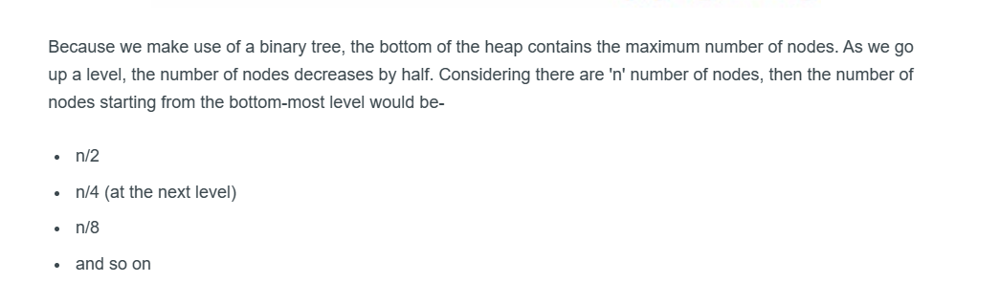 Because we make use of a binary tree, the bottom of the heap contains the maximum number of nodes. As we go
up a level, the number of nodes decreases by half. Considering there are 'n' number of nodes, then the number of
nodes starting from the bottom-most level would be-
• n/2
• n/4 (at the next level)
• n/8
• and so on